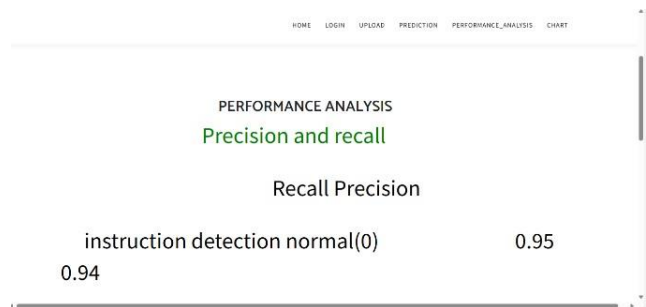 HOME LOGIN UPLOAD PREDICTION PERFORMANCE_ANALYSIS CHART
PERFORMANCE ANALYSIS
Precision and recall
Recall Precision
instruction detection normal(0) 0.95
0.94